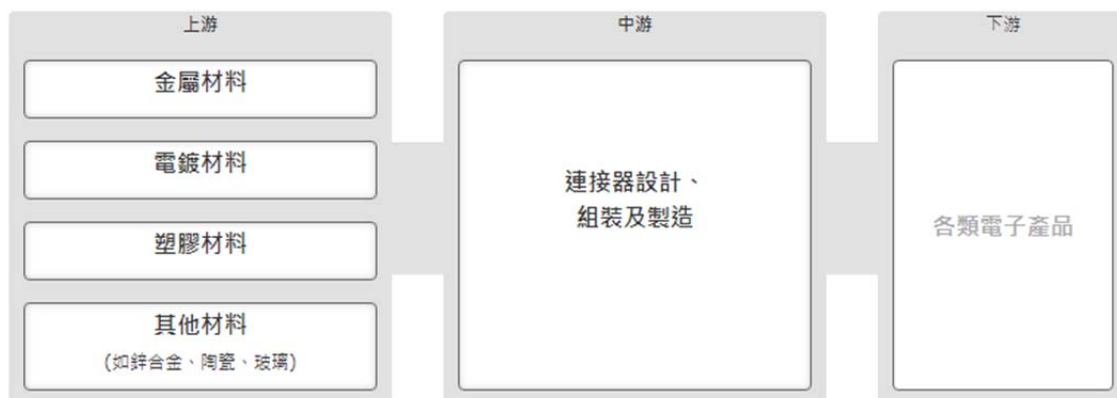 上游
金屬材料
電鍍材料
塑膠材料
其他材料
(如鋅合金、陶瓷、玻璃)
中游
連接器設計、
組裝及製造
下游
各類電子產品